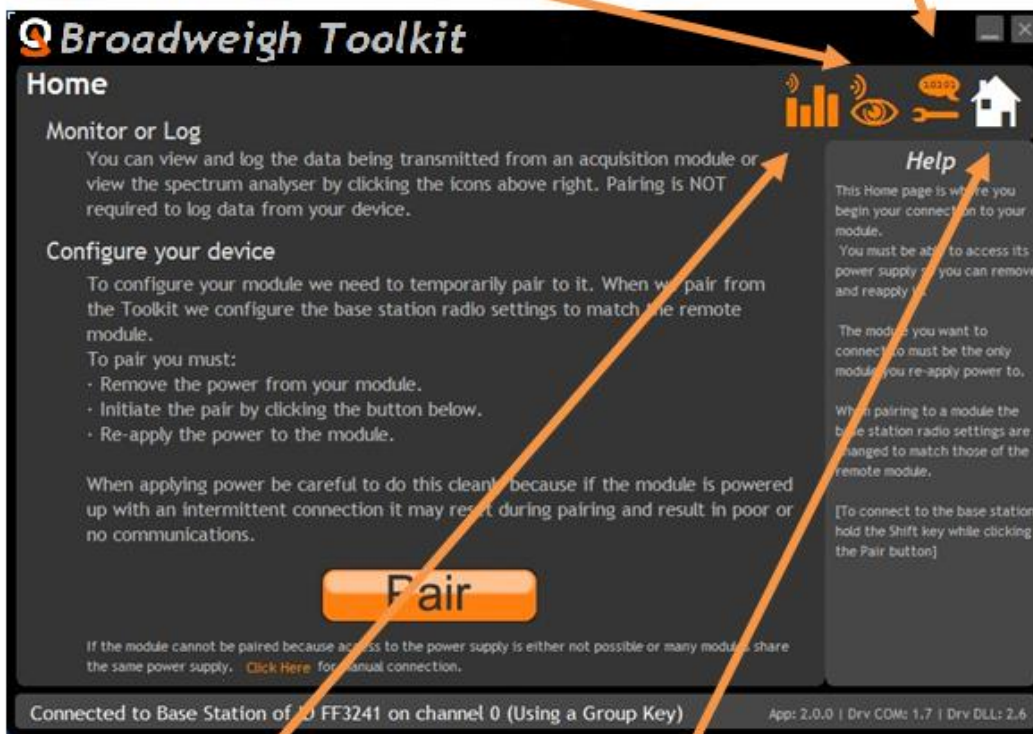 Broadweigh Toolkit
Home
10101
Monitor or Log
You can view and log the data being transmitted from an acquisition module or
view the spectrum analyser by clicking the icons above right. Pairing is NOT
required to log data from your device.
Configure your device
To configure your module we need to temporarily pair to it. When we pair from
the Toolkit we configure the base station radio settings to match the remote
module.
To pair you must:
· Remove the power from your module.
· Initiate the pair by clicking the button below.
· Re-apply the power to the module.
When applying power be careful to do this cleanly because if the module is powered
up with an intermittent connection it may reset during pairing and result in poor or
no communications.
Pair
If the module cannot be paired because access to the power supply is either not possible or many modules share
the same power supply. Click Here for manual connection.
Help
This Home page is where you
begin your connection to your
module.
You must be able to access its
power supply so you can remove
and reapply it.
The module you want to
connect to must be the only
module you re-apply power to.
When pairing to a module the
base station radio settings are
changed to match those of the
remote module.
[To connect to the base station
hold the Shift key while clicking
the Pair button]
Connected to Base Station of ID FF3241 on channel 0 (Using a Group Key)
App: 2.0.0 | Drv COM: 1.7 | Drv DLL: 2.6